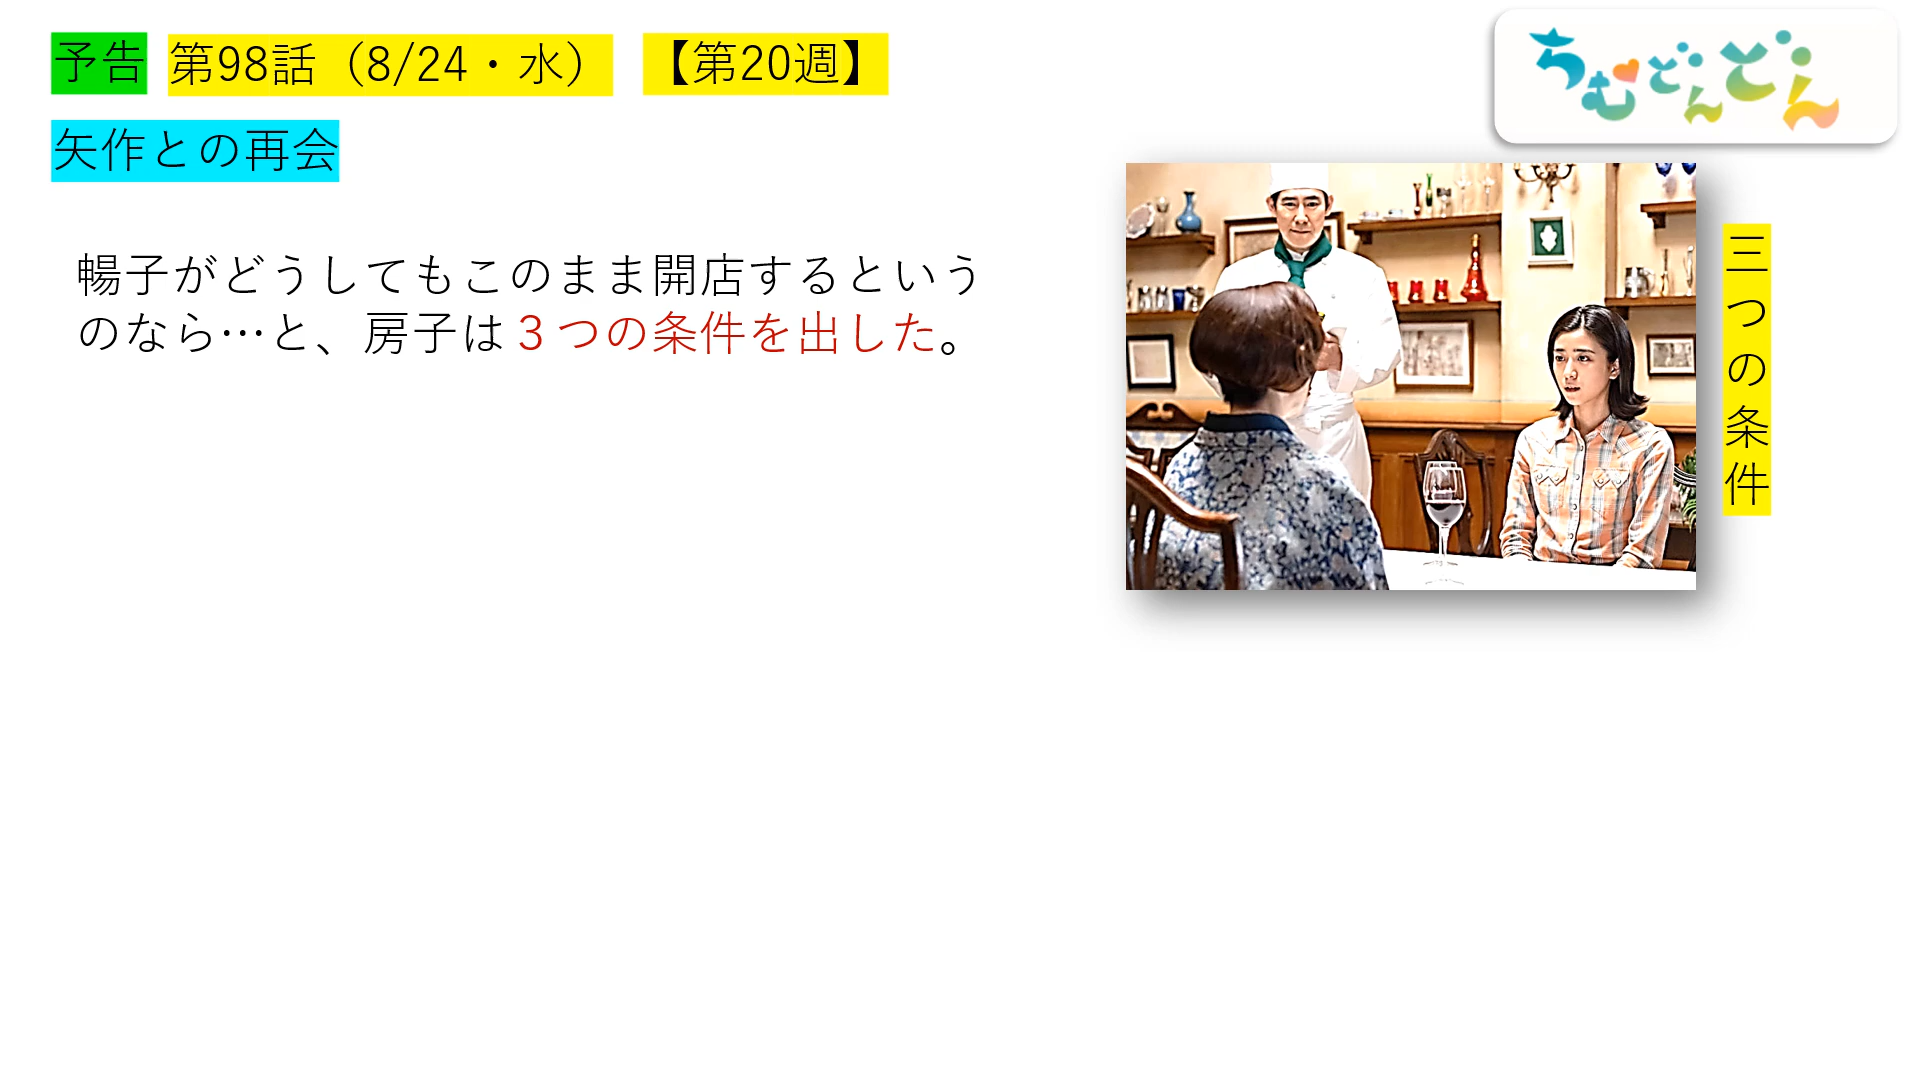 予告 第98話（8/24・水） 【第20週】
ちむどんどん
矢作との再会
暢子がどうしてもこのまま開店するという
のなら…と、房子は３つの条件を出した。
三つの条件